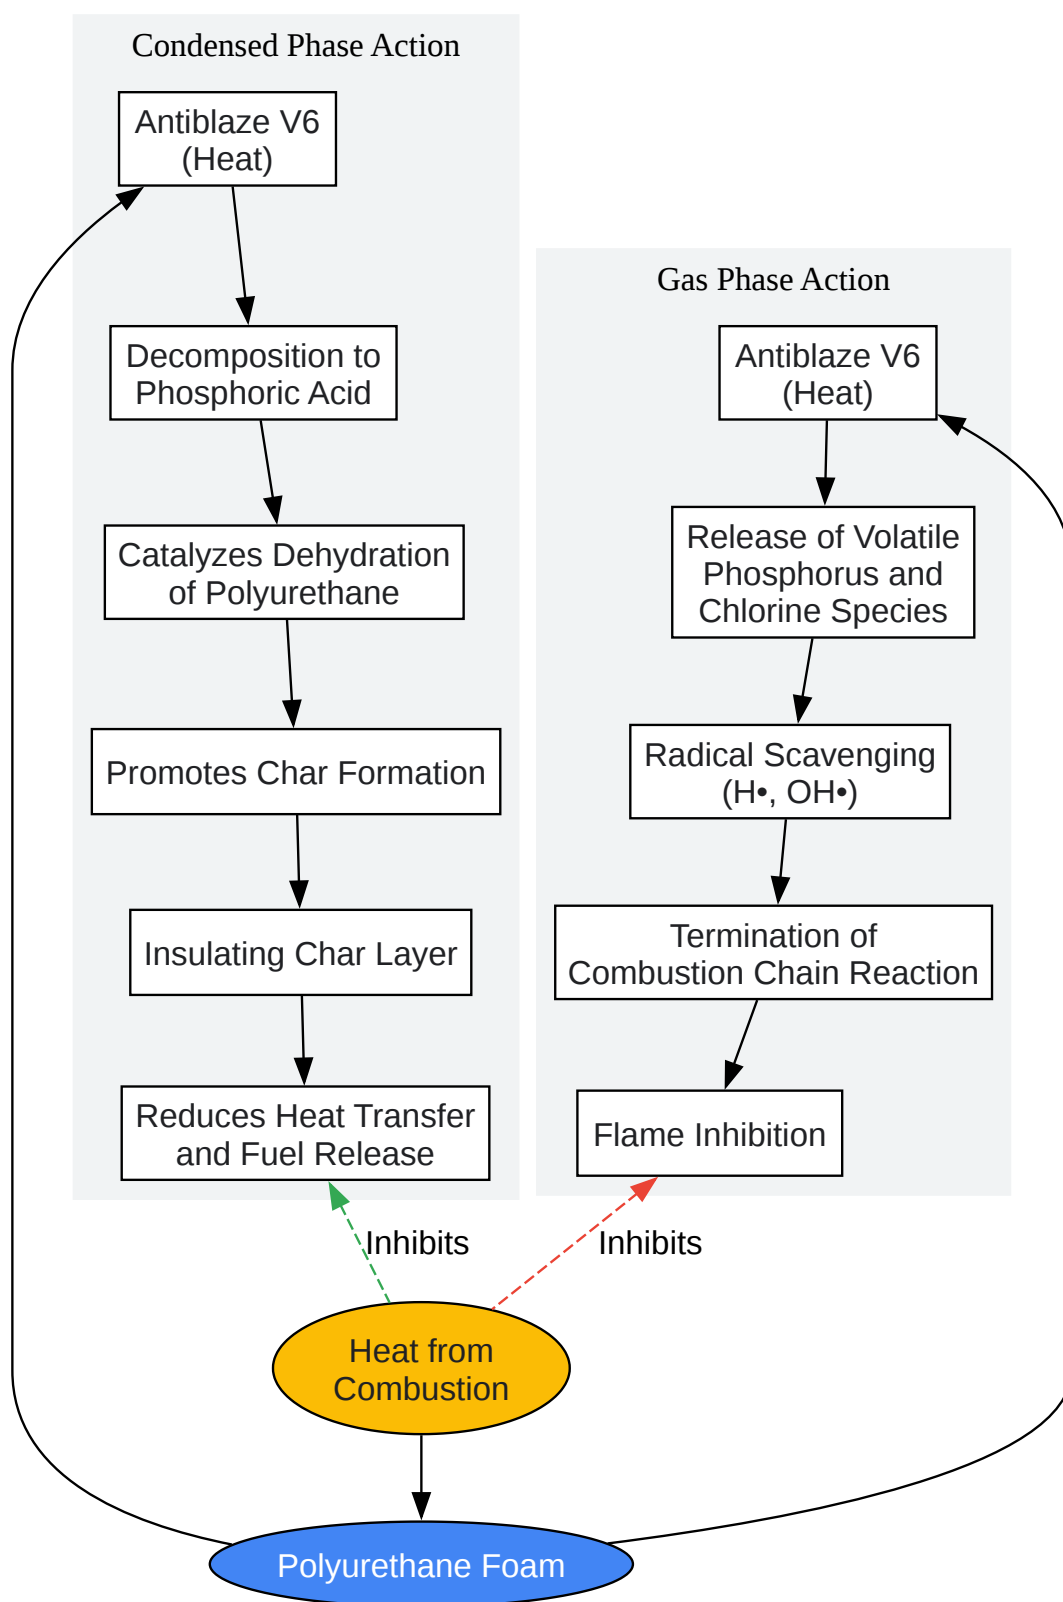 Condensed Phase Action
Antiblaze V6
(Heat)
Decomposition to
Phosphoric Acid
Catalyzes Dehydration
of Polyurethane
Promotes Char Formation
Insulating Char Layer
Reduces Heat Transfer
and Fuel Release
Gas Phase Action
Antiblaze V6
(Heat)
Release of Volatile
Phosphorus and
Chlorine Species
Radical Scavenging
(H•, OH•)
Termination of
Combustion Chain Reaction
Flame Inhibition
Inhibits
Inhibits
Heat from
Combustion
Polyurethane Foam